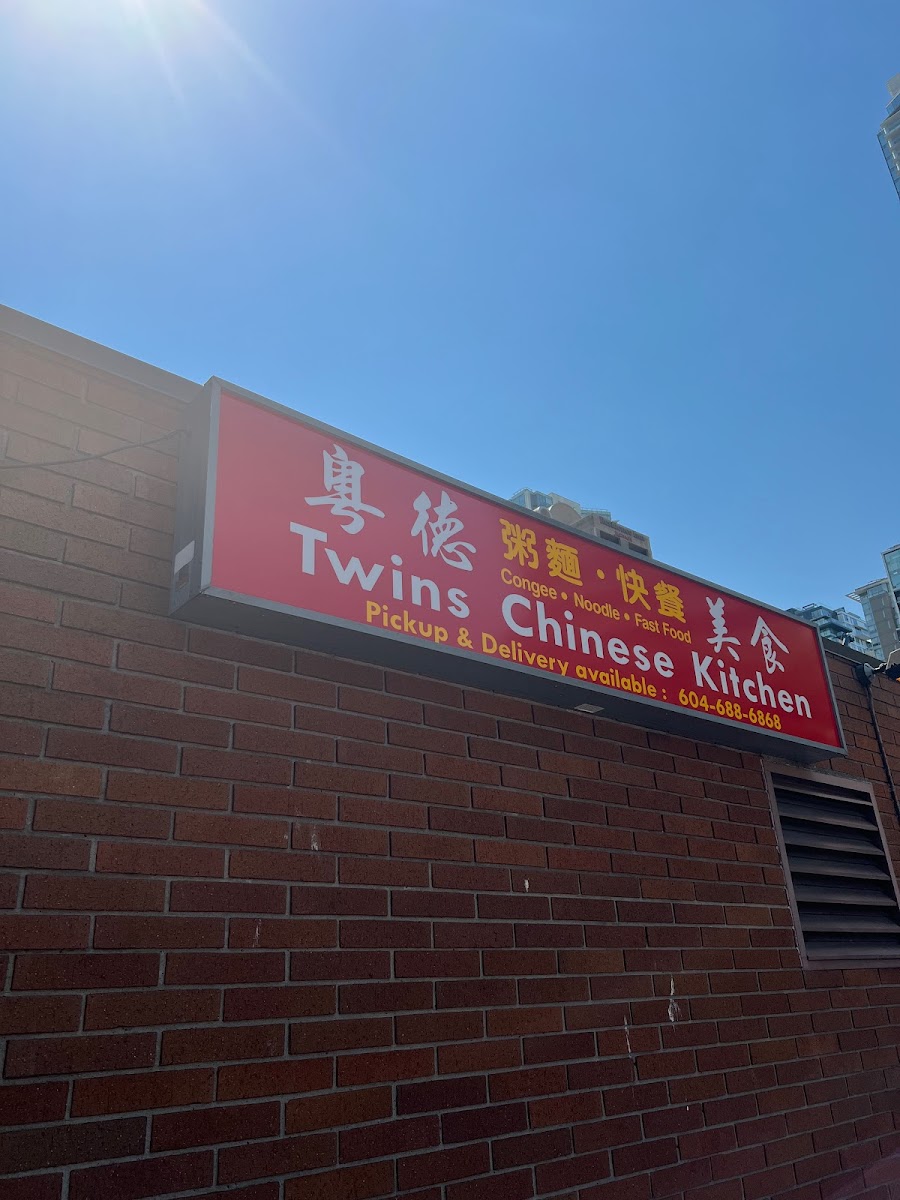 粤德 粥麵·快餐 美食
Congee • Noodle • Fast Food
Twins Chinese Kitchen
Pickup & Delivery available : 604-688-6868